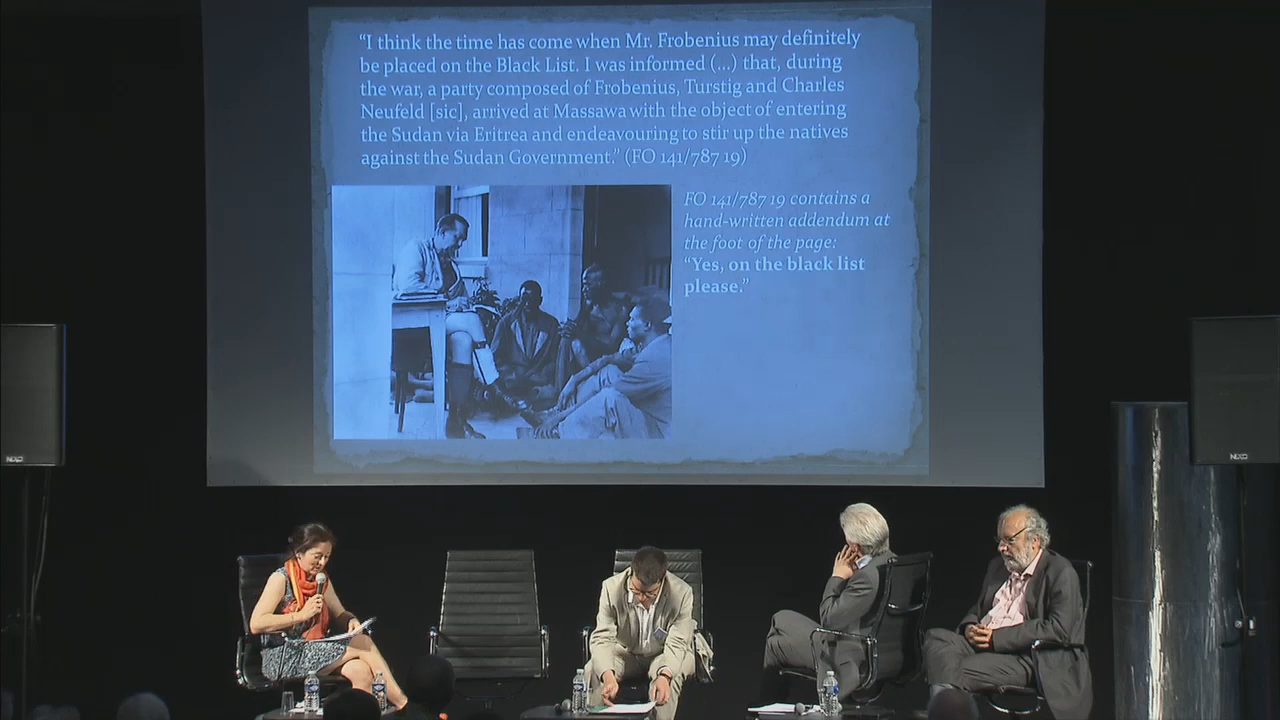 “I think the time has come when Mr. Frobenius may definitely
be placed on the Black List. I was informed (...) that, during
the war, a party composed of Frobenius, Turstig and Charles
Neufeld [sic], arrived at Massawa with the object of entering
the Sudan via Eritrea and endeavouring to stir up the natives
against the Sudan Government.” (FO 141/787 19)
FO 141/787 19 contains a
hand-written addendum at
the foot of the page:
“Yes, on the black list
please.”